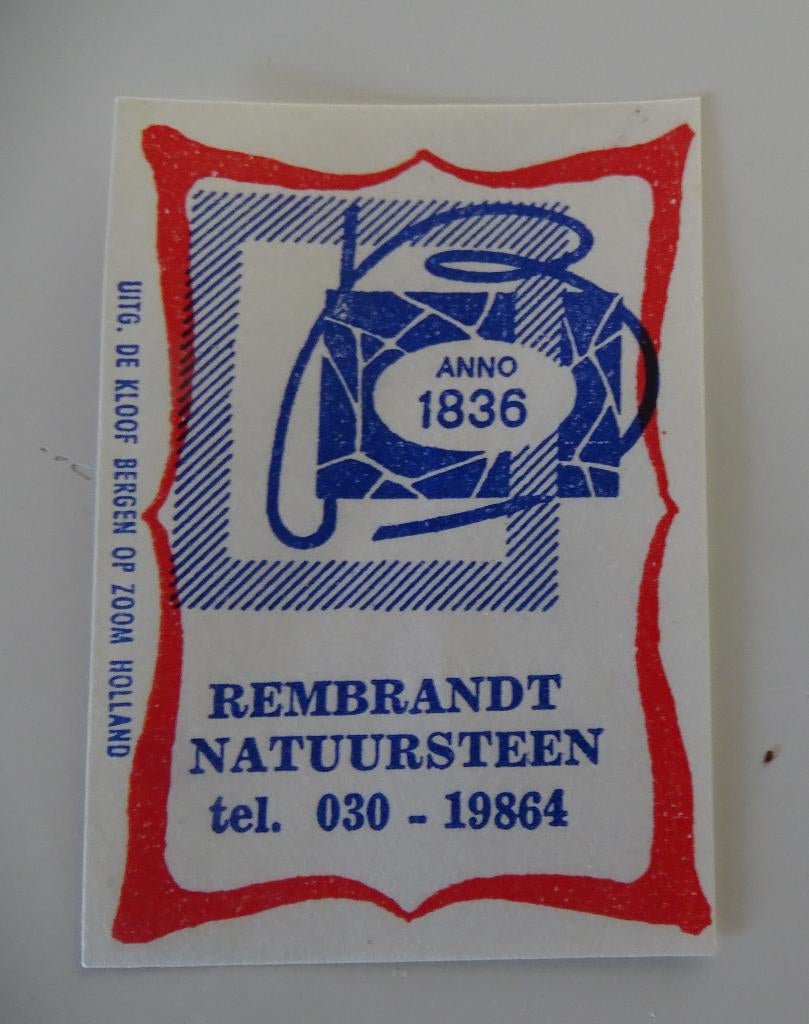 ANNO
1836
REMBRANDT
NATUURSTEEN
tel. 030 - 19864
UITG. DE KLOOF BERGEN OP ZOOM HOLLAND